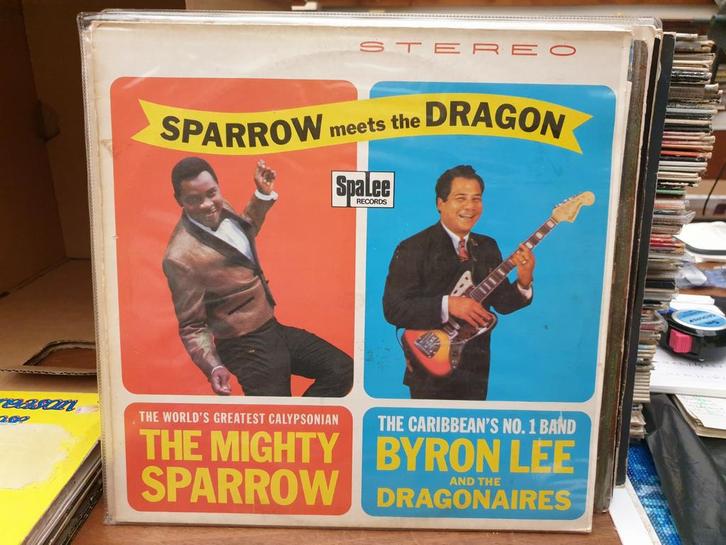 STEREO
SPARROW meets the DRAGON
SpaLee
RECORDS
THE WORLD'S GREATEST CALYPSONIAN
THE MIGHTY
SPARROW
THE CARIBBEAN'S NO. 1 BAND
BYRON LEE
AND THE
DRAGONAIRES